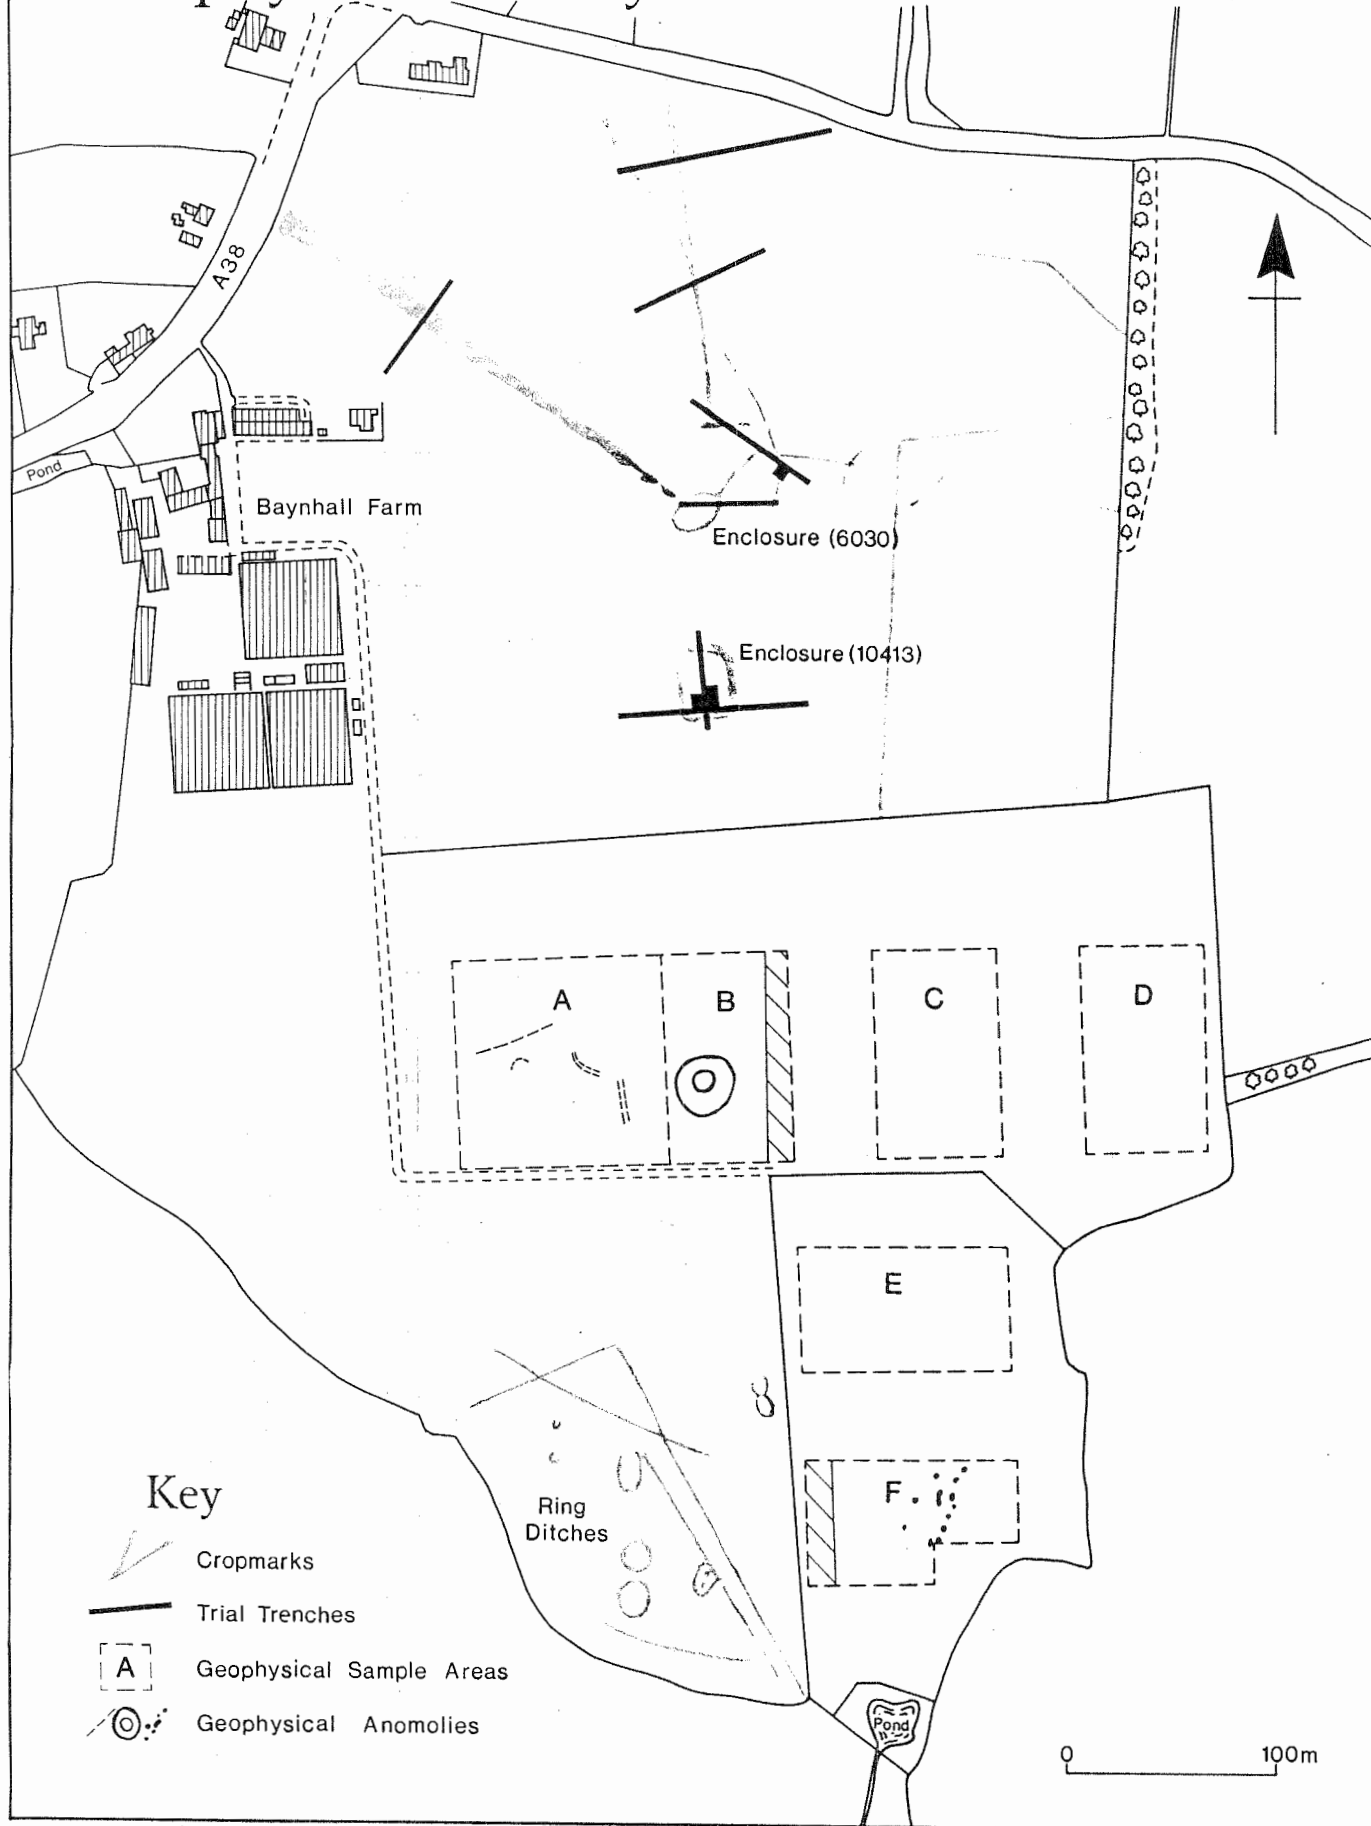 A38
Pond
Baynhall Farm
Enclosure (6030)
Enclosure (10413)
A
B
C
D
E
F
Ring
Ditches
Key
Cropmarks
Trial Trenches
A
Geophysical Sample Areas
Geophysical Anomolies
Pond
0
100m